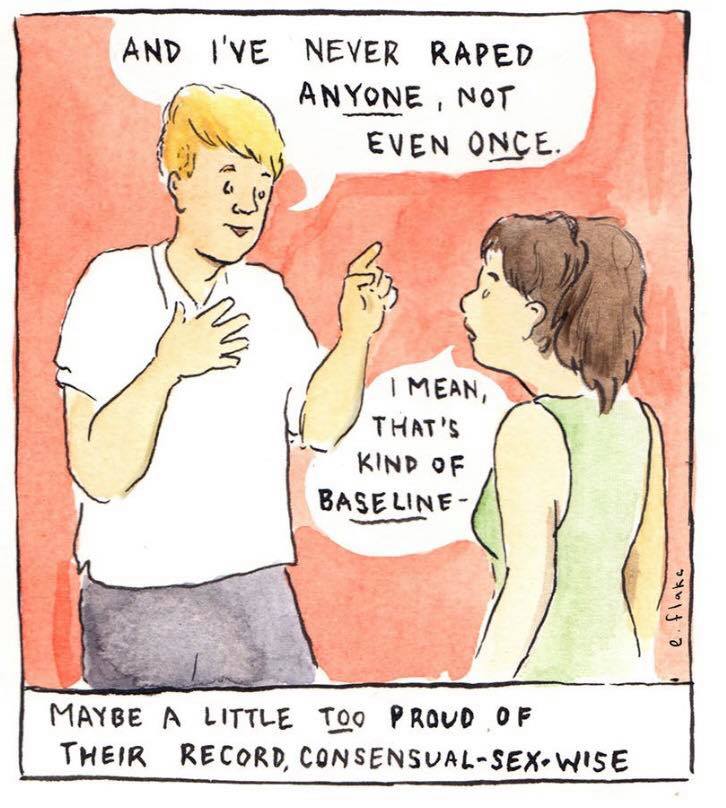 AND I'VE NEVER RAPED
ANYONE, NOT
EVEN ONCE.
I MEAN,
THAT'S
KIND OF
BASELINE-
e. flake
MAYBE A LITTLE TOO PROUD OF
THEIR RECORD, CONSENSUAL-SEX-WISE